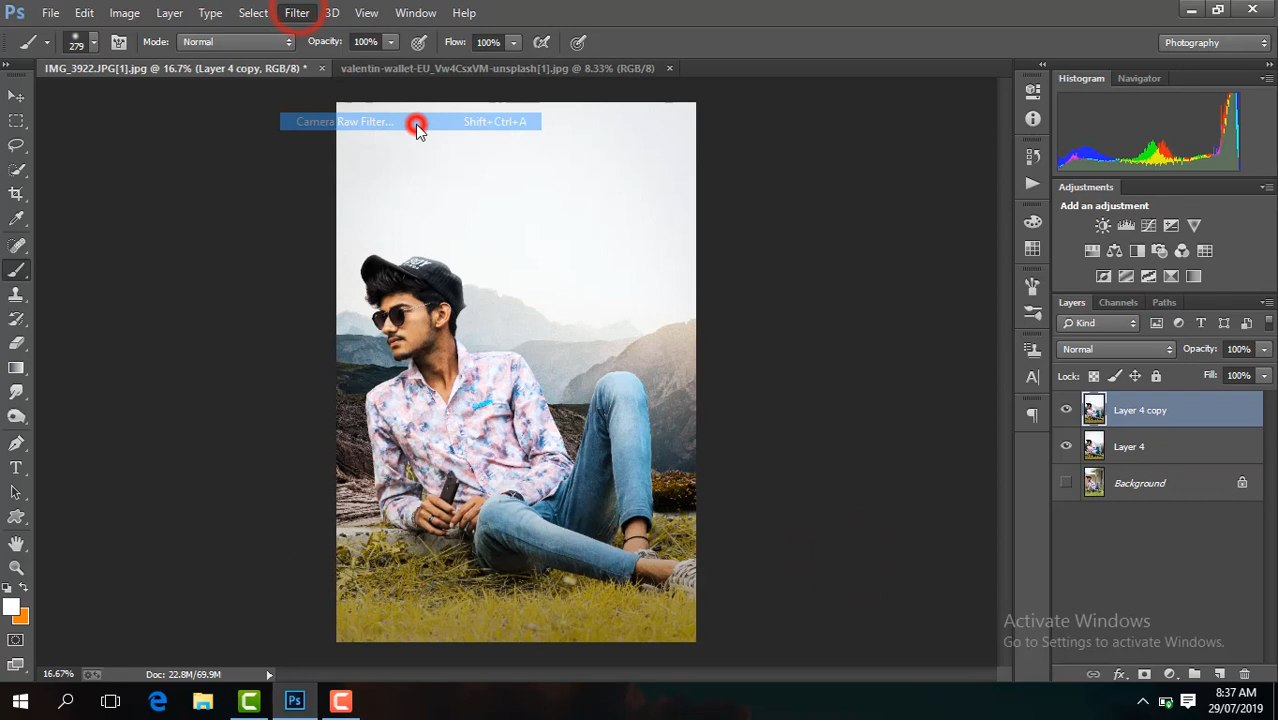 Ps File Edit Image Layer Type Select Filter 3D View Window Help
279 Mode: Normal Opacity: 100% Flow: 100% Photography
IMG_3922.JPG[1].jpg @ 16.7% (Layer 4 copy, RGB/8) * × valentin-wallet-EU_Vw4CsxVM-unsplash[1].jpg @ 8.33% (RGB/8) ×
Histogram Navigator
Camera Raw Filter... Shift+Ctrl+A
Adjustments
Add an adjustment
Layers Channels Paths
Kind
Normal Opacity: 100%
Lock: Fill: 100%
Layer 4 copy
Layer 4
Background
Activate Windows
Go to Settings to activate Windows.
16.67% Doc: 22.8M/69.9M
8:37 AM
29/07/2019